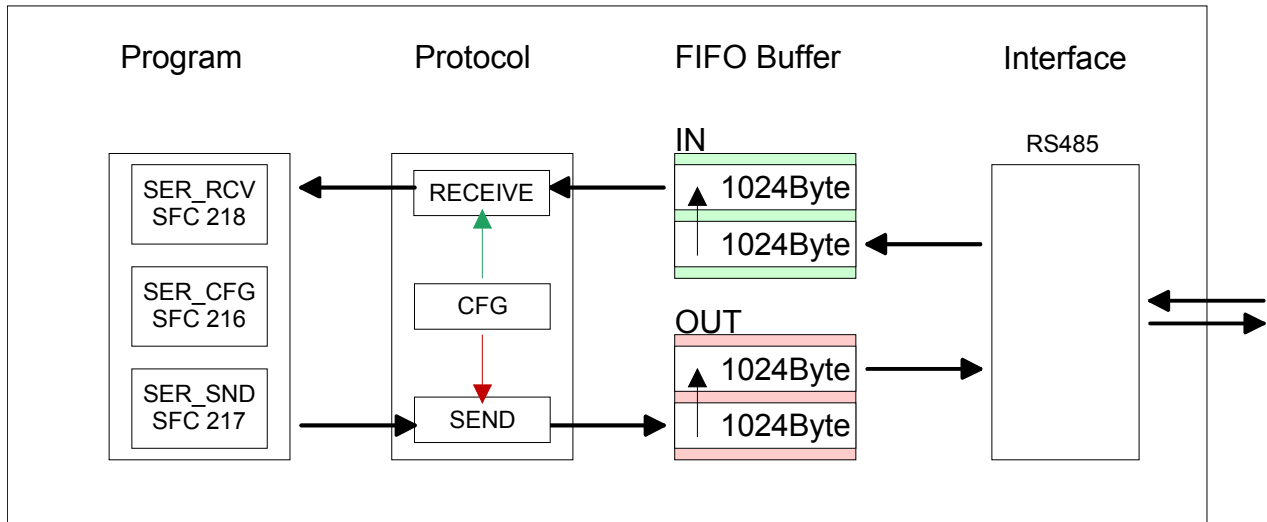 Program
Protocol
FIFO Buffer
Interface
SER_RCV
SFC 218
SER_CFG
SFC 216
SER_SND
SFC 217
RECEIVE
CFG
SEND
IN
1024Byte
1024Byte
OUT
1024Byte
1024Byte
RS485